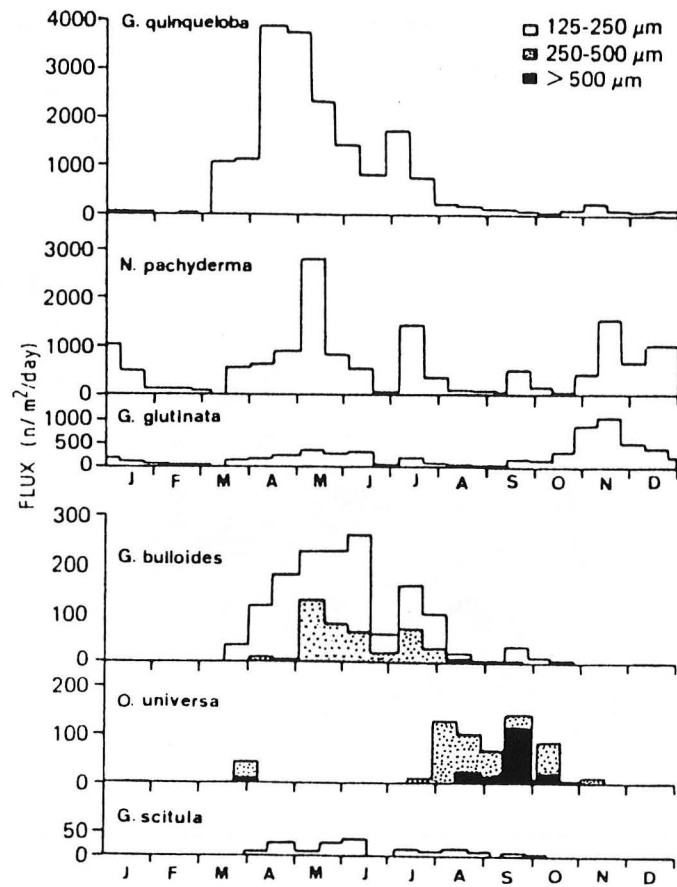 G. quinqueloba
125-250 μm
250-500 μm
> 500 μm
4000
3000
2000
1000
0
N. pachyderma
3000
2000
1000
0
G. glutinata
1000
500
0
J F M A M J J A S O N D
FLUX (n/m²/day)
G. bulloides
300
200
100
0
O. universa
200
100
0
G. scitula
50
0
J F M A M J J A S O N D